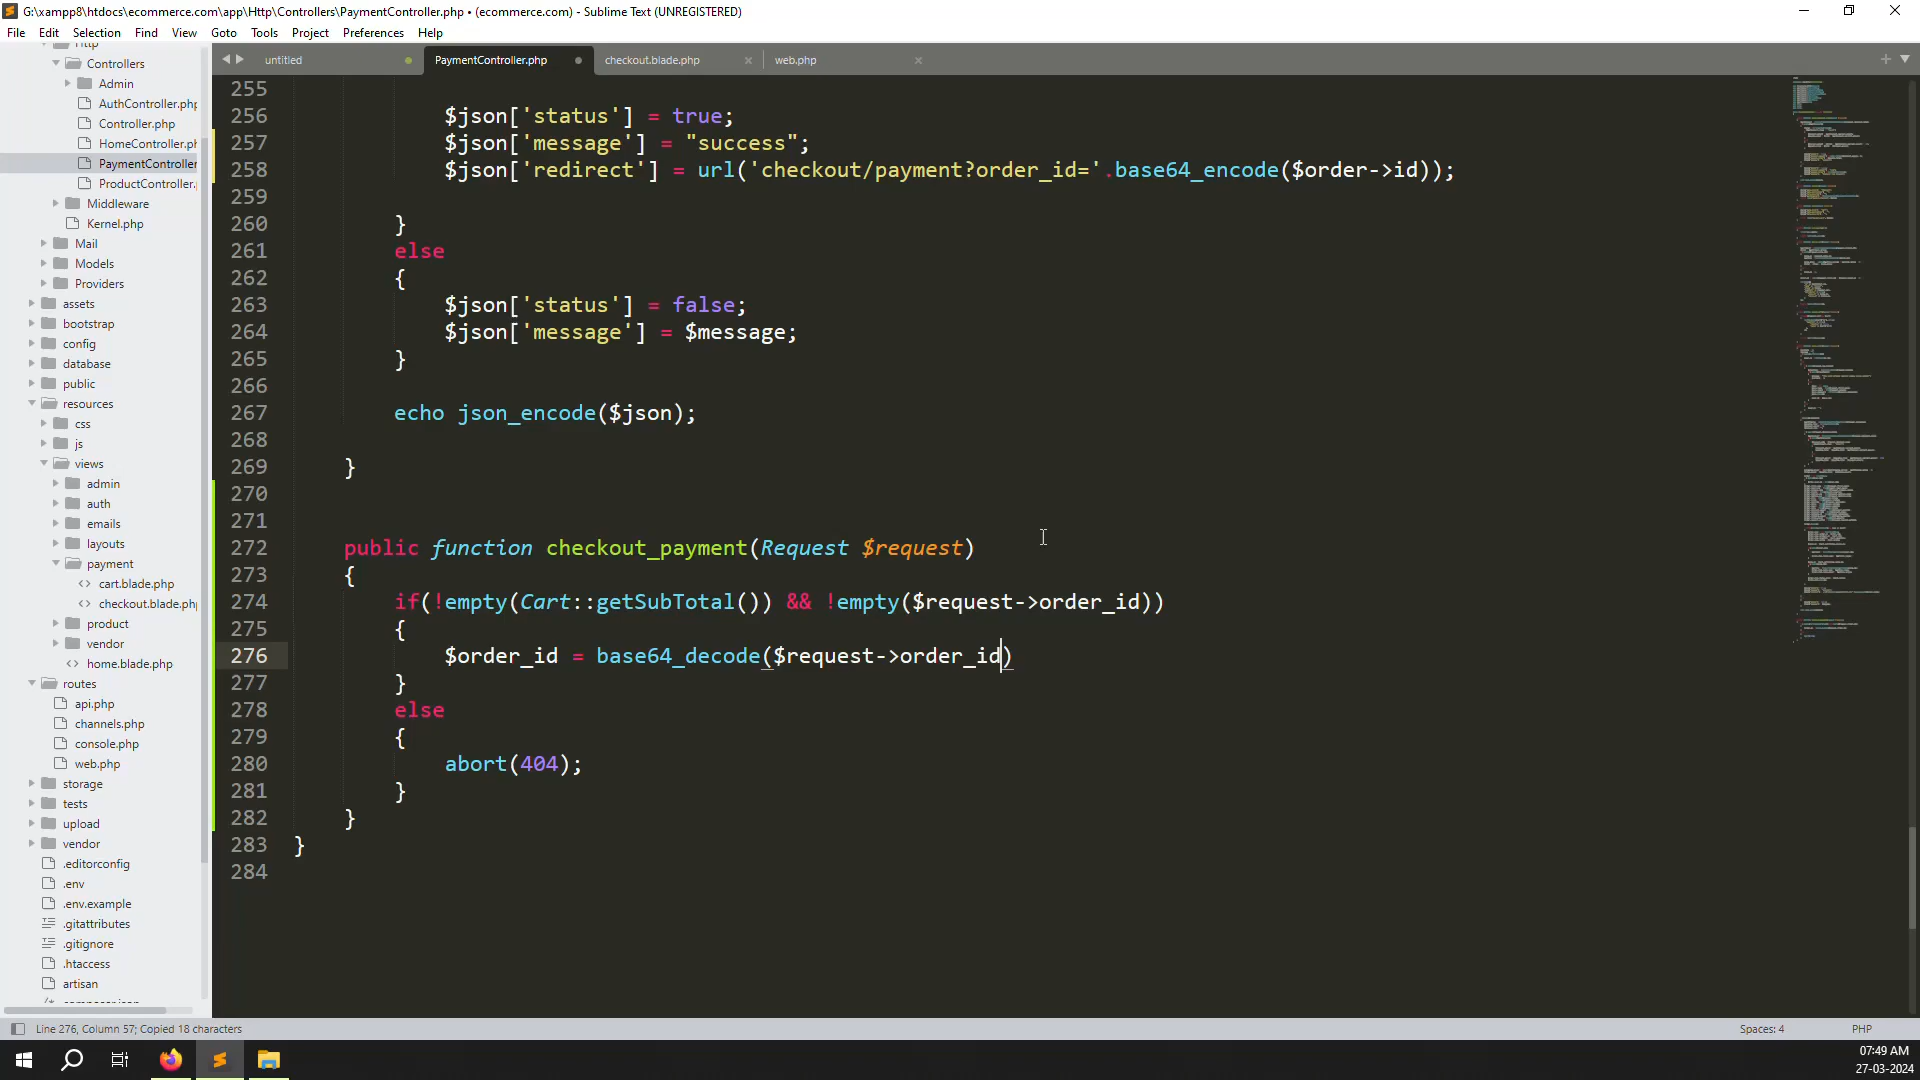 G:\xampp8\htdocs\ecommerce.com\app\Http\Controllers\PaymentController.php • (ecommerce.com) - Sublime Text (UNREGISTERED)
File Edit Selection Find View Goto Tools Project Preferences Help
untitled PaymentController.php checkout.blade.php web.php
Http
Controllers
Admin
AuthController.php
Controller.php
HomeController.ph
PaymentController
ProductController.
Middleware
Kernel.php
Mail
Models
Providers
assets
bootstrap
config
database
public
resources
css
js
views
admin
auth
emails
layouts
payment
cart.blade.php
checkout.blade.php
product
vendor
home.blade.php
routes
api.php
channels.php
console.php
web.php
storage
tests
upload
vendor
.editorconfig
.env
.env.example
.gitattributes
.gitignore
.htaccess
artisan
255
256 $json['status'] = true;
257 $json['message'] = "success";
258 $json['redirect'] = url('checkout/payment?order_id='.base64_encode($order->id));
259
260 }
261 else
262 {
263 $json['status'] = false;
264 $json['message'] = $message;
265 }
266
267 echo json_encode($json);
268
269 }
270
271
272 public function checkout_payment(Request $request)
273 {
274 if(!empty(Cart::getSubTotal()) && !empty($request->order_id))
275 {
276 $order_id = base64_decode($request->order_id)
277 }
278 else
279 {
280 abort(404);
281 }
282 }
283 }
284
Line 276, Column 57; Copied 18 characters
Spaces: 4 PHP
07:49 AM
27-03-2024